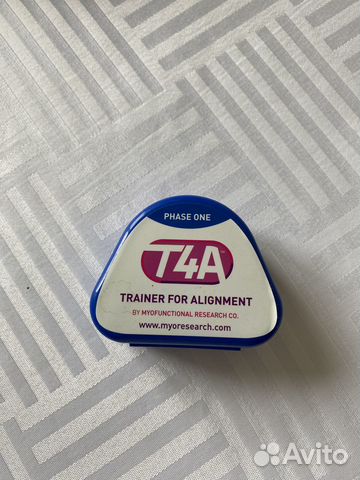 PHASE ONE
T4A
TRAINER FOR ALIGNMENT
BY MYOFUNCTIONAL RESEARCH CO.
www.myoresearch.com
Avito